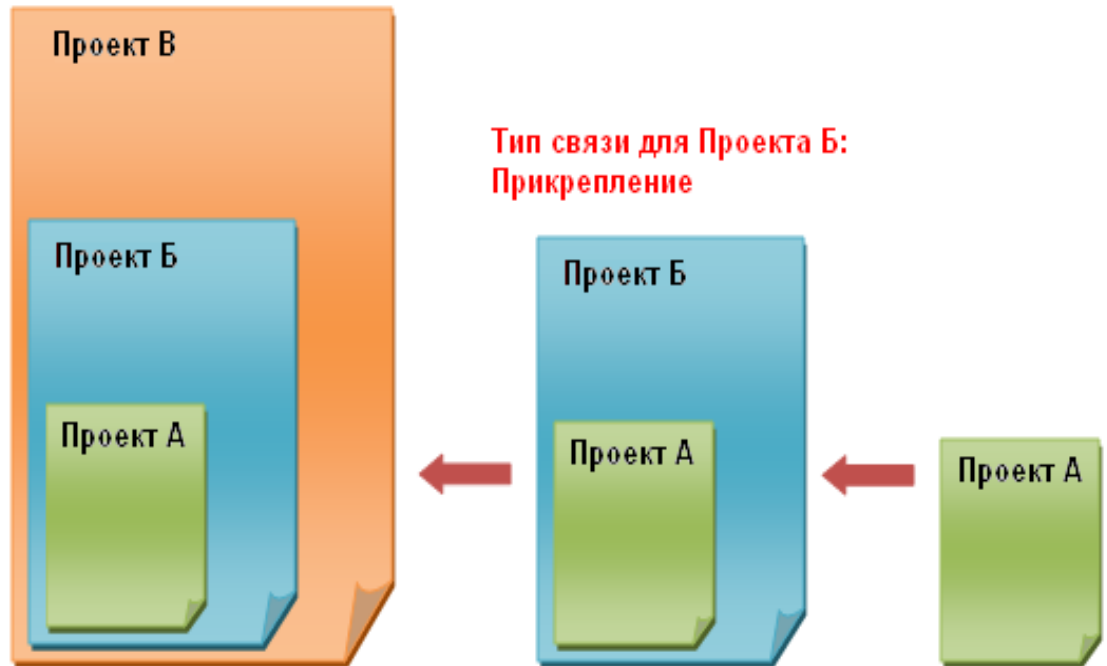 Проект В
Тип связи для Проекта Б:
Прикрепление
Проект Б
Проект Б
Проект А
Проект А
Проект А